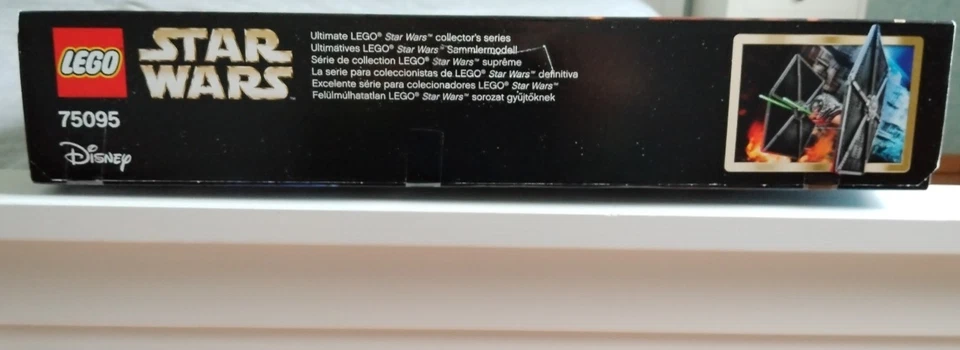 LEGO
STAR
WARS™
75095
Disney
Ultimate LEGO® Star Wars™ collector's series
Ultimatives LEGO® Star Wars™ Sammlermodell
Série de collection LEGO® Star Wars™ suprême
La serie para coleccionistas de LEGO® Star Wars™ definitiva
Excelente série para colecionadores LEGO® Star Wars™
Felülmúlhatatlan LEGO® Star Wars™ sorozat gyűjtőknek